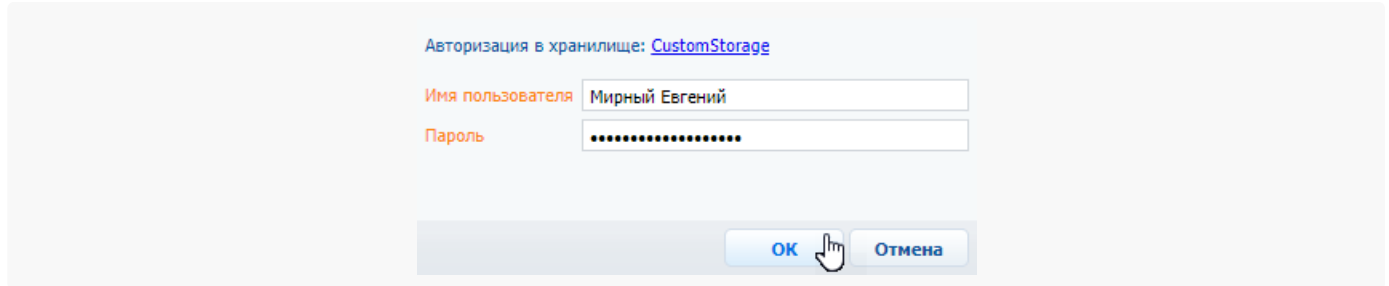 Авторизация в хранилище: CustomStorage
Имя пользователя Мирный Евгений
Пароль •••••••••••••••••••
ОК Отмена